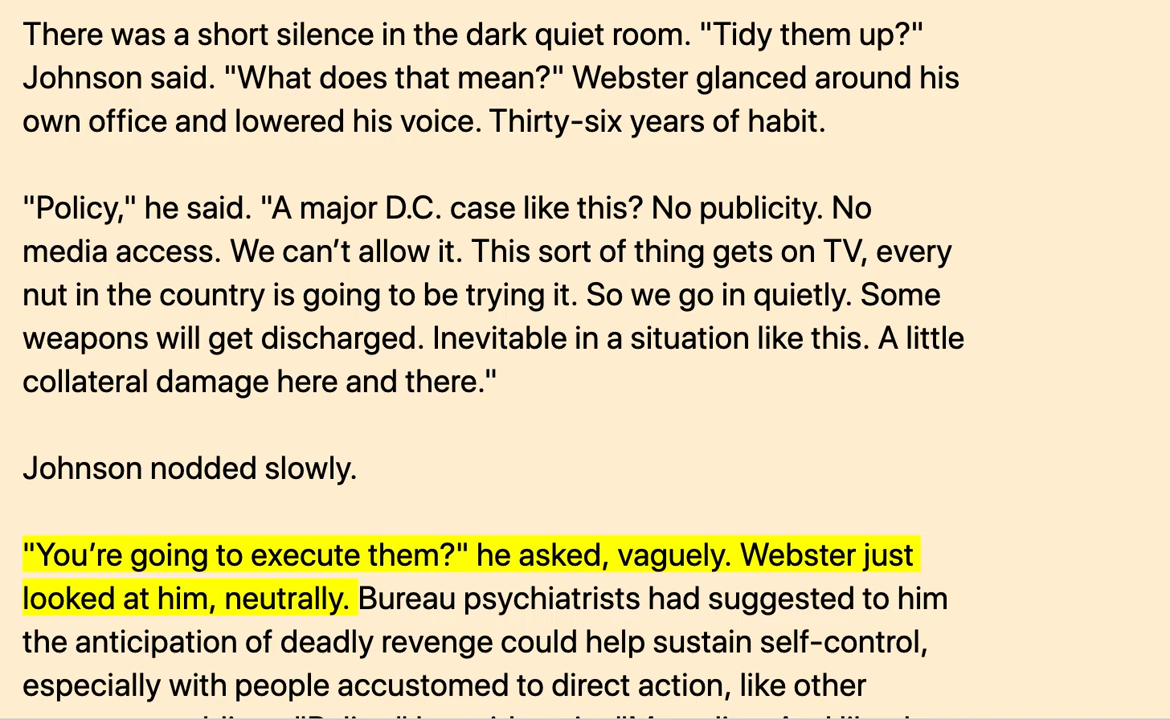 There was a short silence in the dark quiet room. "Tidy them up?"
Johnson said. "What does that mean?" Webster glanced around his
own office and lowered his voice. Thirty-six years of habit.
"Policy," he said. "A major D.C. case like this? No publicity. No
media access. We can’t allow it. This sort of thing gets on TV, every
nut in the country is going to be trying it. So we go in quietly. Some
weapons will get discharged. Inevitable in a situation like this. A little
collateral damage here and there."
Johnson nodded slowly.
"You’re going to execute them?" he asked, vaguely. Webster just
looked at him, neutrally. Bureau psychiatrists had suggested to him
the anticipation of deadly revenge could help sustain self-control,
especially with people accustomed to direct action, like other